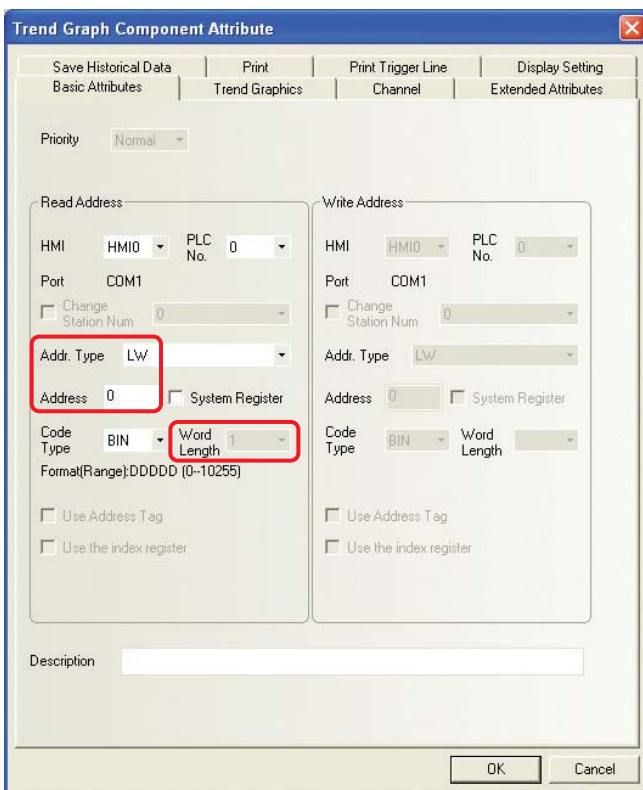 Trend Graph Component Attribute
Save Historical Data Print Print Trigger Line Display Setting
Basic Attributes Trend Graphics Channel Extended Attributes
Priority Normal
Read Address
HMI HMI0 PLC No. 0
Port COM1
Change Station Num 0
Addr. Type LW
Address 0 System Register
Code Type BIN Word Length 1
Format(Range):DDDDD (0--10255)
Use Address Tag
Use the index register
Write Address
HMI HMI0 PLC No. 0
Port COM1
Change Station Num 0
Addr. Type LW
Address 0 System Register
Code Type BIN Word Length
Use Address Tag
Use the index register
Description
OK Cancel